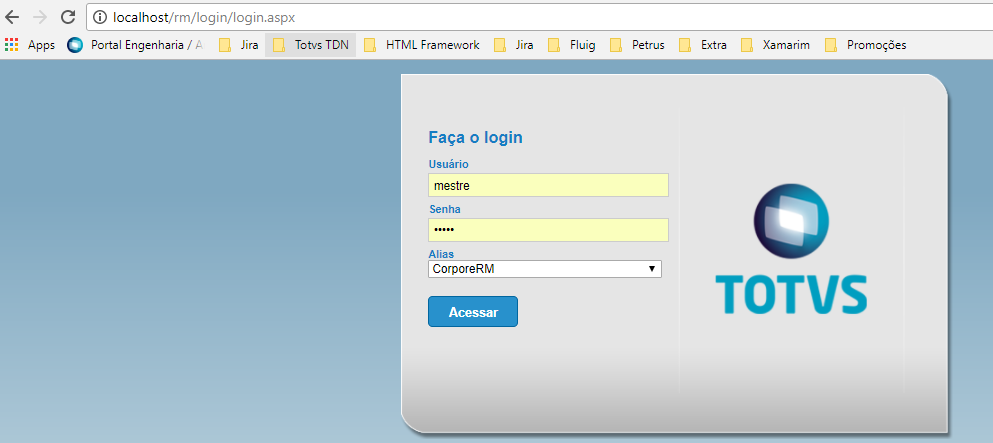 localhost/rm/login/login.aspx
Apps Portal Engenharia / A Jira Totvs TDN HTML Framework Jira Fluig Petrus Extra Xamarim Promoções
Faça o login
Usuário
mestre
Senha
•••••
Alias
CorporeRM
Acessar
TOTVS